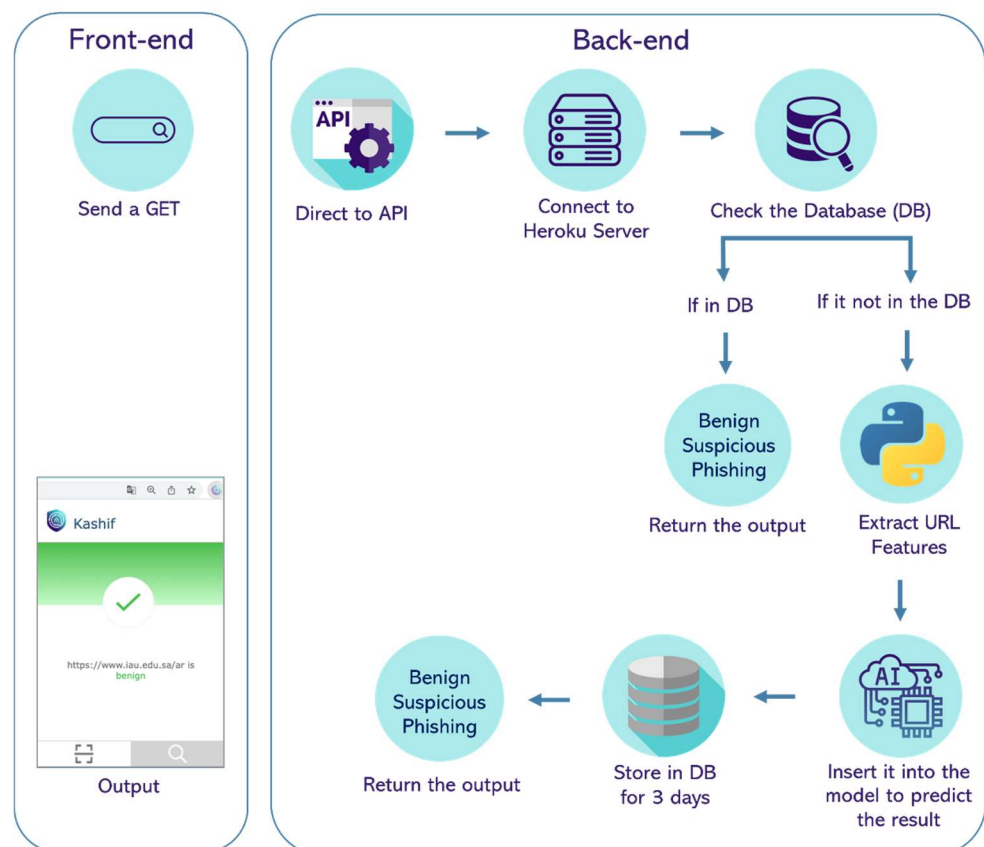 Front-end
Send a GET
Kashif
https://www.iau.edu.sa/ar is
benign
Output
Back-end
API
Direct to API
Connect to
Heroku Server
Check the Database (DB)
If in DB
If it not in the DB
Benign
Suspicious
Phishing
Return the output
Extract URL
Features
AI
Insert it into the
model to predict
the result
Store in DB
for 3 days
Benign
Suspicious
Phishing
Return the output